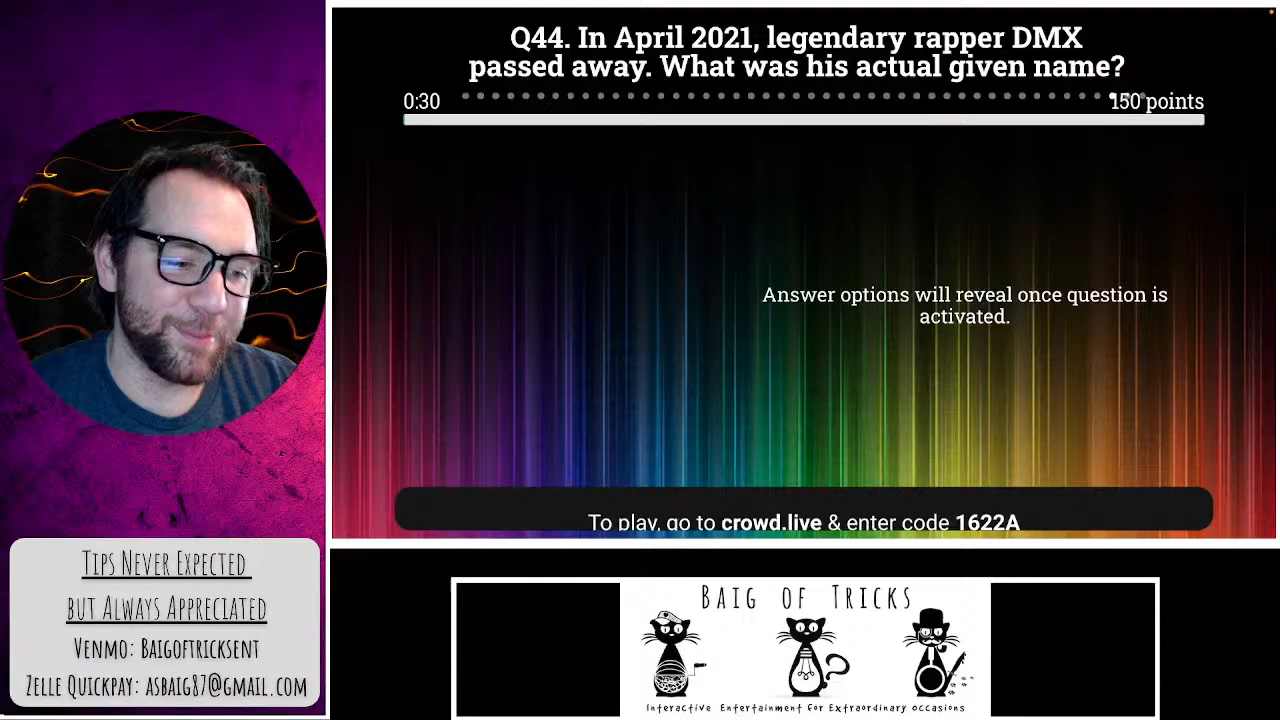 Q44. In April 2021, legendary rapper DMX
passed away. What was his actual given name?
0:30
150 points
Answer options will reveal once question is
activated.
To play, go to crowd.live & enter code 1622A
Tips Never Expected
but Always Appreciated
Venmo: Baigoftricksent
Zelle Quickpay: asbaig87@gmail.com
Baig of Tricks
Interactive Entertainment for Extraordinary Occasions